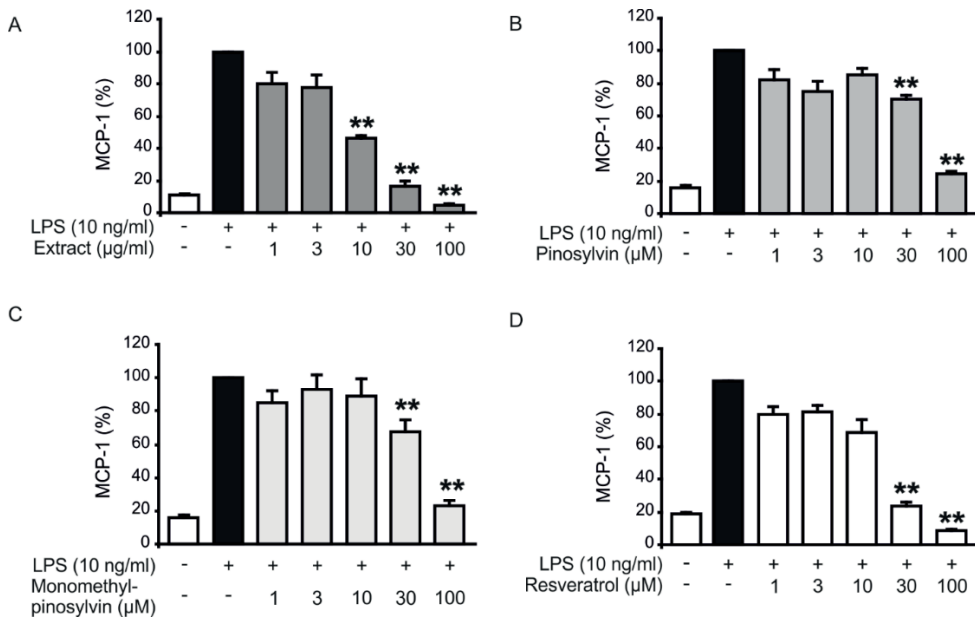 A
MCP-1 (%)
120
100
80
60
40
20
0
** ** **
LPS (10 ng/ml) - + + + + + +
Extract (µg/ml) - - 1 3 10 30 100
B
MCP-1 (%)
120
100
80
60
40
20
0
** **
LPS (10 ng/ml) - + + + + + +
Pinosylvin (µM) - - 1 3 10 30 100
C
MCP-1 (%)
120
100
80
60
40
20
0
** **
LPS (10 ng/ml) - + + + + + +
Monomethyl-
pinosylvin (µM) - - 1 3 10 30 100
D
MCP-1 (%)
120
100
80
60
40
20
0
** **
LPS (10 ng/ml) - + + + + + +
Resveratrol (µM) - - 1 3 10 30 100